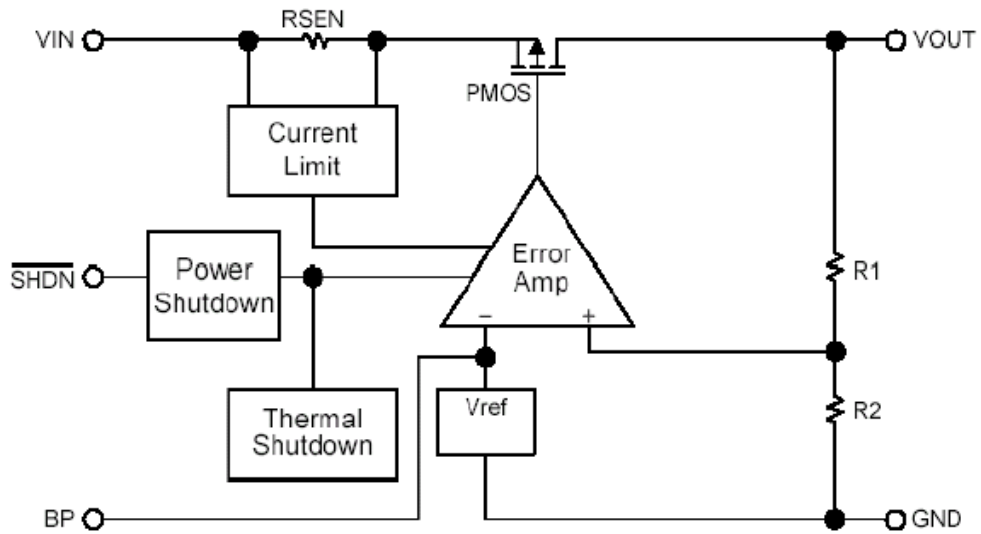 RSEN
VIN
VOUT
PMOS
Current
Limit
Error
Amp
SHDN
Power
Shutdown
R1
− +
Thermal
Shutdown
Vref
R2
BP
GND